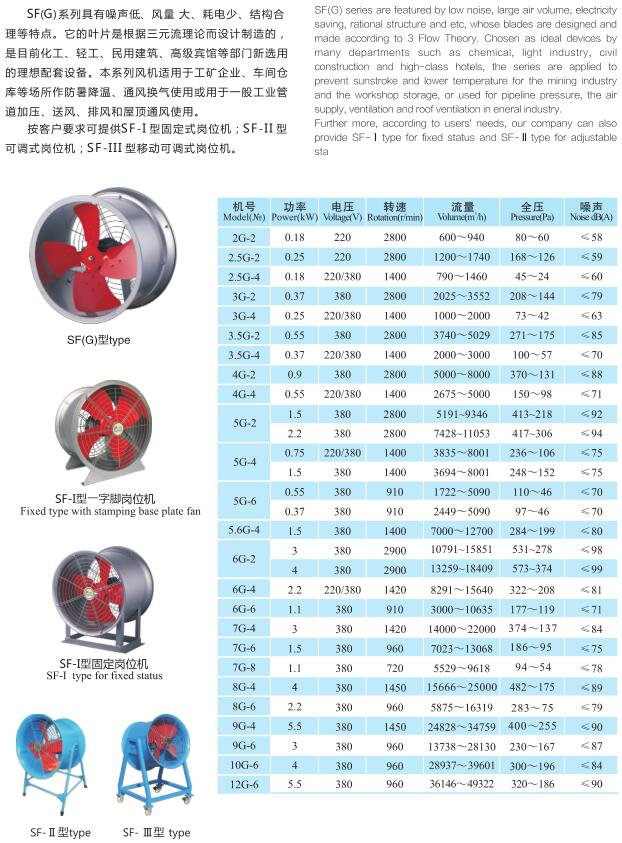 SF(G)系列具有噪声低、风量 大、耗电少、结构合
理等特点。它的叶片是根据三元流理论而设计制造的，
是目前化工、轻工、民用建筑、高级宾馆等部门新选用
的理想配套设备。本系列风机适用于工矿企业、车间仓
库等场所作防暑降温、通风换气使用或用于一般工业管
道加压、送风、排风和屋顶通风使用。
按客户要求可提供SF-I 型固定式岗位机；SF-II 型
可调式岗位机；SF-III 型移动可调式岗位机。
SF(G) series are featured by low noise, large air volume, electricity
saving, rational structure and etc, whose blades are designed and
made according to 3 Flow Theory. Chosen as ideal devices by
many departments such as chemical, light industry, civil
construction and high-class hotels, the series are applied to
prevent sunstroke and lower temperature for the mining industry
and the workshop storage, or used for pipeline pressure, the air
supply, ventilation and roof ventilation in eneral industry.
Further more, according to users' needs, our company can also
provide SF-Ⅰ type for fixed status and SF-Ⅱ type for adjustable
sta
SF(G)型type
SF-I型一字脚岗位机
Fixed type with stamping base plate fan
SF-I型固定岗位机
SF-I type for fixed status
SF-Ⅱ型type
SF-Ⅲ型 type
机号 功率 电压 转速 流量 全压 噪声
Model(№) Power(kW) Voltage(V) Rotation(r/min) Volume(m³/h) Pressure(Pa) Noise dB(A)
2G-2 0.18 220 2800 600～940 80～60 ≤58
2.5G-2 0.25 220 2800 1200～1740 168～126 ≤59
2.5G-4 0.18 220/380 1400 790～1460 45～24 ≤60
3G-2 0.37 380 2800 2025～3552 208～144 ≤79
3G-4 0.25 220/380 1400 1000～2000 73～42 ≤63
3.5G-2 0.55 380 2800 3740～5029 271～175 ≤85
3.5G-4 0.37 220/380 1400 2000～3000 100～57 ≤70
4G-2 0.9 380 2800 5000～8000 370～131 ≤88
4G-4 0.55 220/380 1400 2675～5000 150～98 ≤71
5G-2 1.5 380 2800 5191~9346 413~218 ≤92
2.2 380 2800 7428~11053 417~306 ≤94
5G-4 0.75 220/380 1400 3835～8001 236～106 ≤75
1.5 380 1400 3694～8001 248～152 ≤75
5G-6 0.55 380 910 1722～5090 110～46 ≤70
0.37 380 910 2449～5090 97～46 ≤70
5.6G-4 1.5 380 1400 7000～12700 284～199 ≤80
6G-2 3 380 2900 10791~15851 531~278 ≤98
4 380 2900 13259~18409 573~374 ≤99
6G-4 2.2 220/380 1420 8291～15640 322～208 ≤81
6G-6 1.1 380 910 3000～10635 177～119 ≤71
7G-4 3 380 1420 14000～22000 374～137 ≤84
7G-6 1.5 380 960 7023～13068 186～95 ≤75
7G-8 1.1 380 720 5529～9618 94～54 ≤78
8G-4 4 380 1450 15666～25000 482～175 ≤89
8G-6 2.2 380 960 5875～16319 283～75 ≤79
9G-4 5.5 380 1450 24828～34759 400～255 ≤90
9G-6 3 380 960 13738～28130 230～167 ≤87
10G-6 4 380 960 28937～39601 300～196 ≤84
12G-6 5.5 380 960 36146～49322 320～186 ≤90